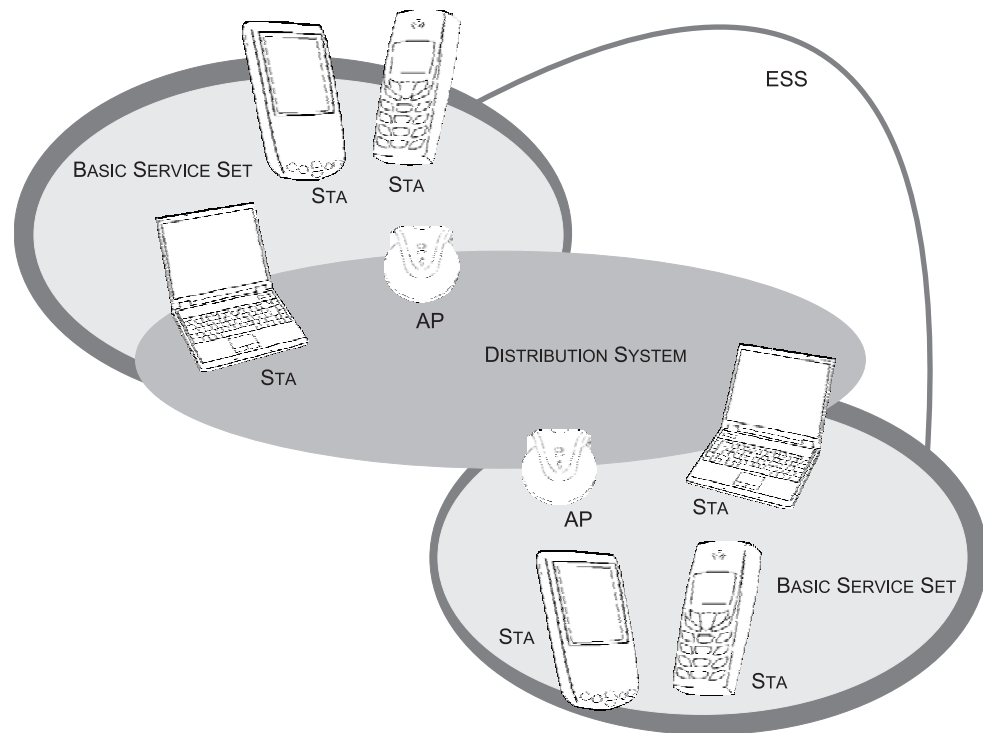 ESS
BASIC SERVICE SET
STA
STA
AP
STA
DISTRIBUTION SYSTEM
AP
STA
BASIC SERVICE SET
STA
STA